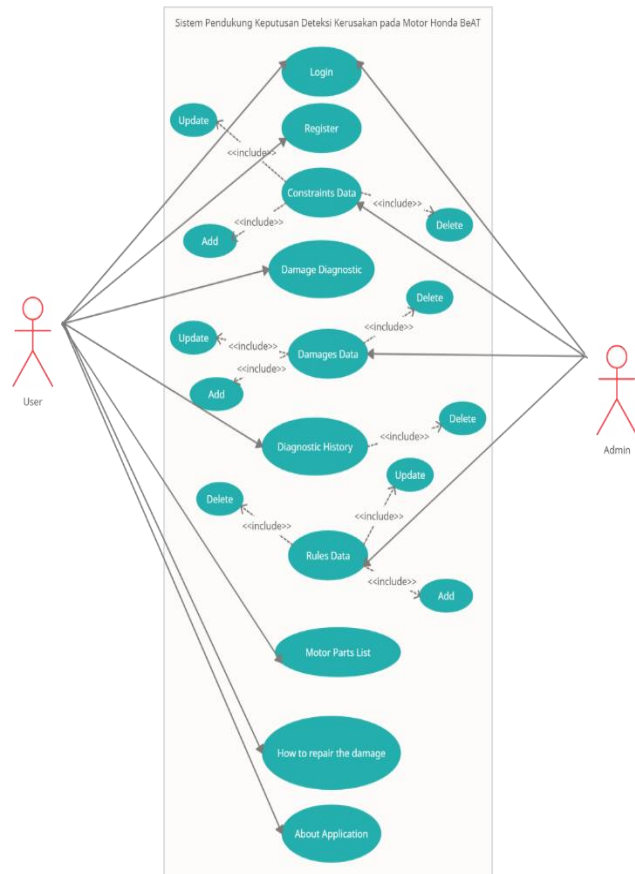 Sistem Pendukung Keputusan Deteksi Kerusakan pada Motor Honda BeAT
Login
Update
Register
<<include>>
Constraints Data
<<include>>
<<include>>
Delete
Add
Damage Diagnostic
Delete
<<include>>
Update
<<include>>
Damages Data
<<include>>
Add
User
Admin
Diagnostic History
<<include>>
Delete
Update
Delete
<<include>>
<<include>>
Rules Data
<<include>>
Add
Motor Parts List
How to repair the damage
About Application